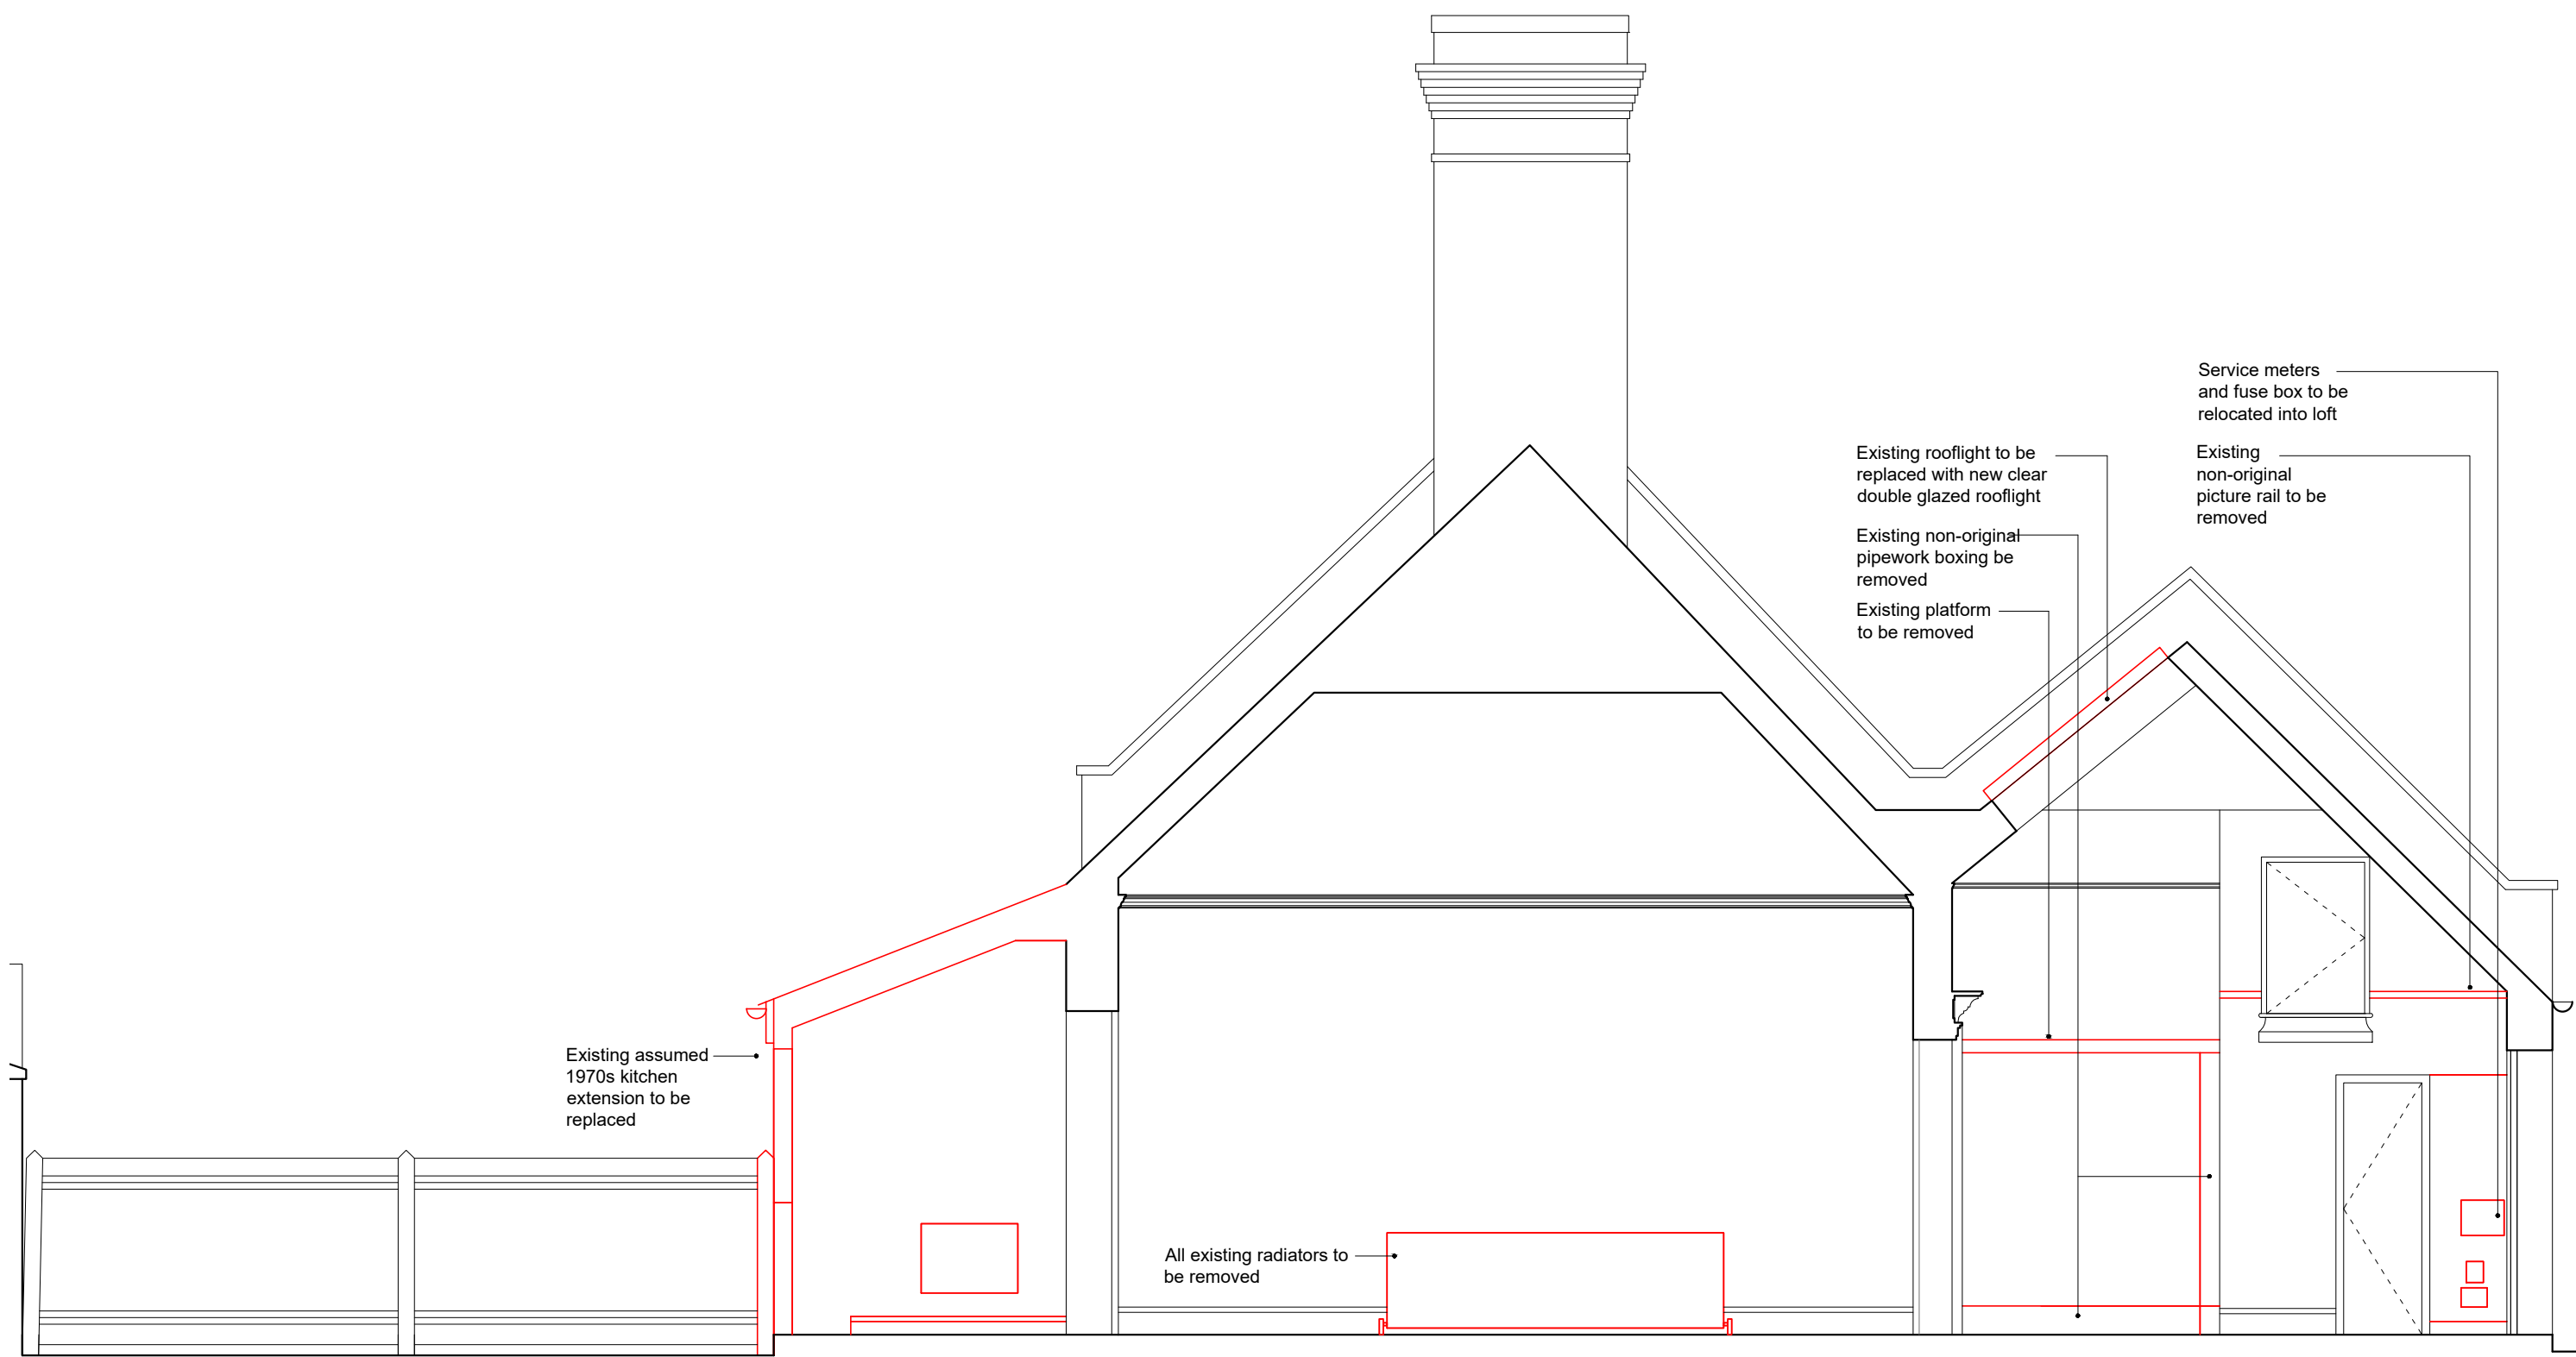 Service meters
and fuse box to be
relocated into loft
Existing rooflight to be
replaced with new clear
double glazed rooflight
Existing
non-original
picture rail to be
removed
Existing non-original
pipework boxing be
removed
Existing platform
to be removed
Existing assumed
1970s kitchen
extension to be
replaced
All existing radiators to
be removed